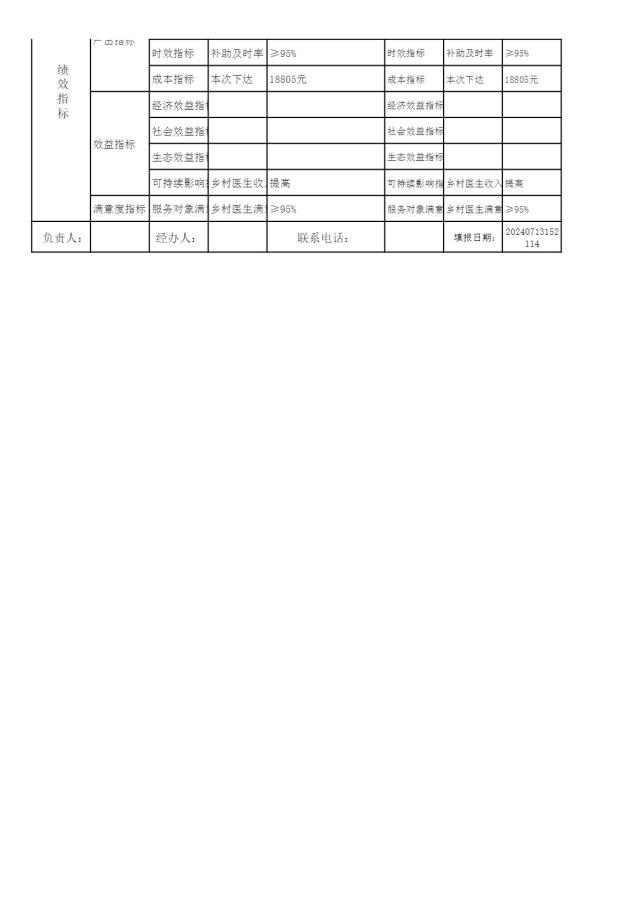 产出指标
时效指标 补助及时率 ≥95% 时效指标 补助及时率 ≥95%
绩效指标
成本指标 本次下达 18805元 成本指标 本次下达 18805元
效益指标
经济效益指 经济效益指标
社会效益指 社会效益指标
生态效益指 生态效益指标
可持续影响 乡村医生收 提高 可持续影响指 乡村医生收入 提高
满意度指标 服务对象满 乡村医生满 ≥95% 服务对象满意 乡村医生满意 ≥95%
负责人： 经办人： 联系电话： 填报日期： 20240713152
114